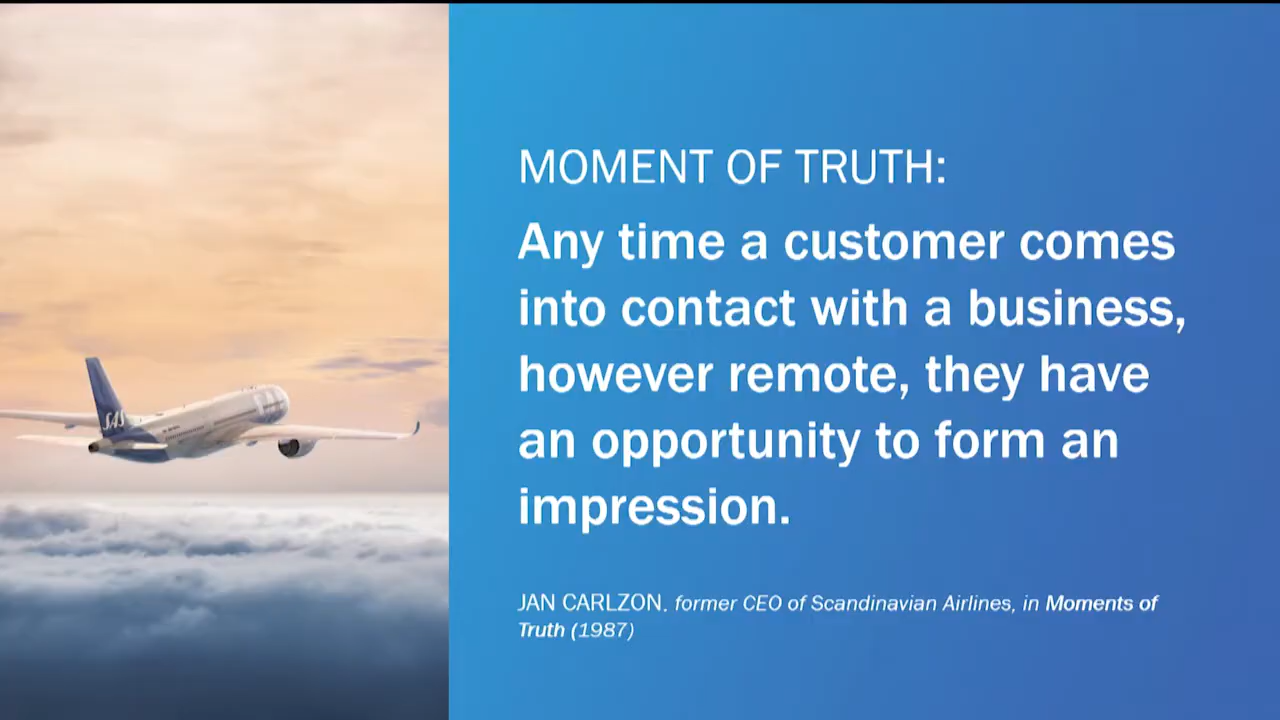 MOMENT OF TRUTH:
Any time a customer comes
into contact with a business,
however remote, they have
an opportunity to form an
impression.
JAN CARLZON, former CEO of Scandinavian Airlines, in Moments of
Truth (1987)
SAS